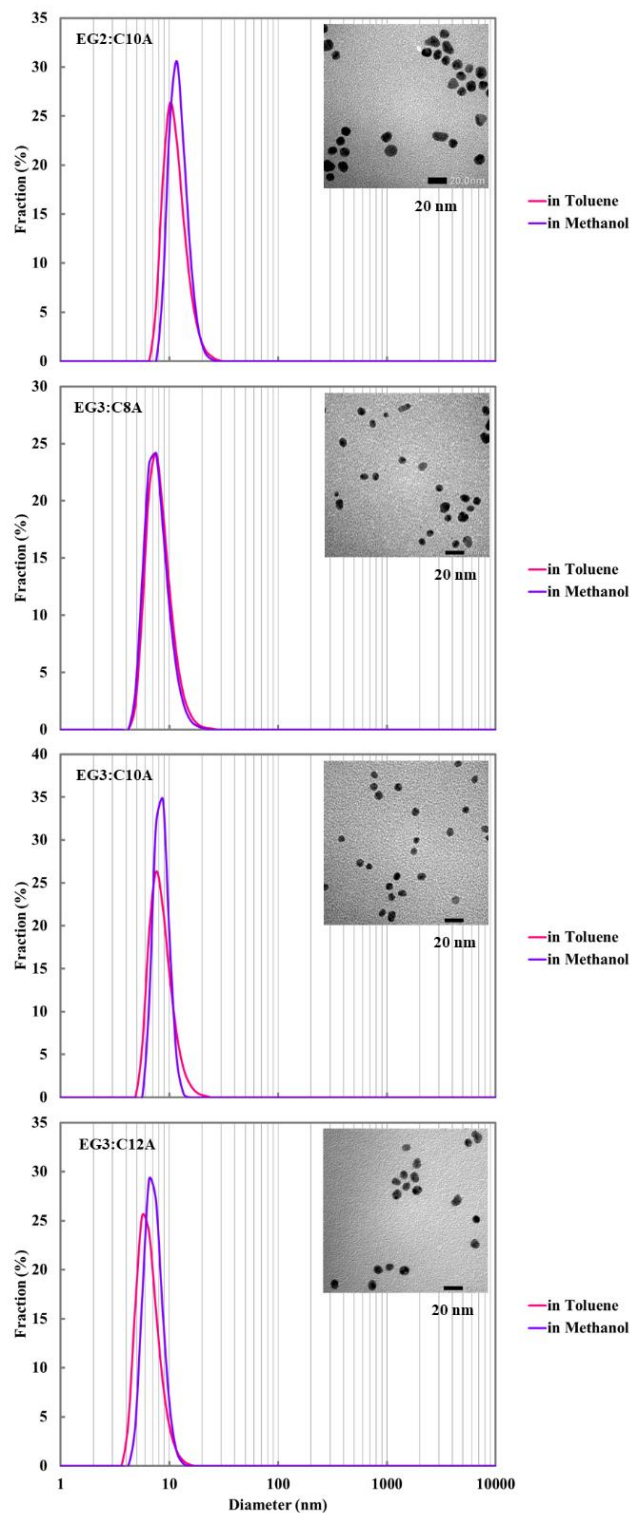 EG2:C10A
Fraction (%)
35
30
25
20
15
10
5
0
20.0nm
20 nm
in Toluene
in Methanol
EG3:C8A
Fraction (%)
30
25
20
15
10
5
0
20 nm
in Toluene
in Methanol
EG3:C10A
Fraction (%)
40
35
30
25
20
15
10
5
0
20 nm
in Toluene
in Methanol
EG3:C12A
Fraction (%)
35
30
25
20
15
10
5
0
20 nm
in Toluene
in Methanol
1 10 100 1000 10000
Diameter (nm)